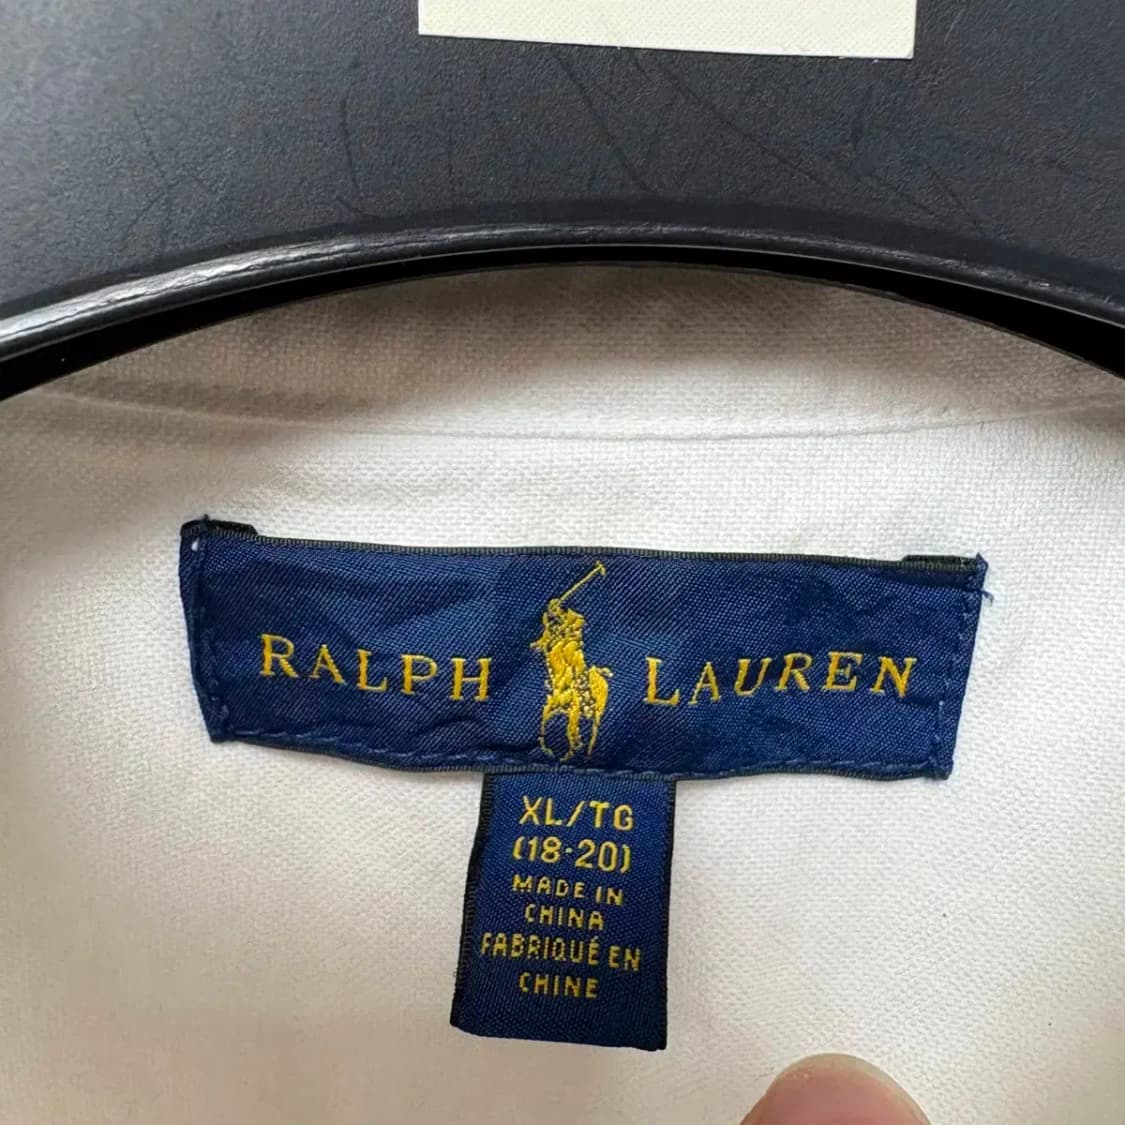 RALPH LAUREN
XL/TG
(18-20)
MADE IN
CHINA
FABRIQUÉ EN
CHINE